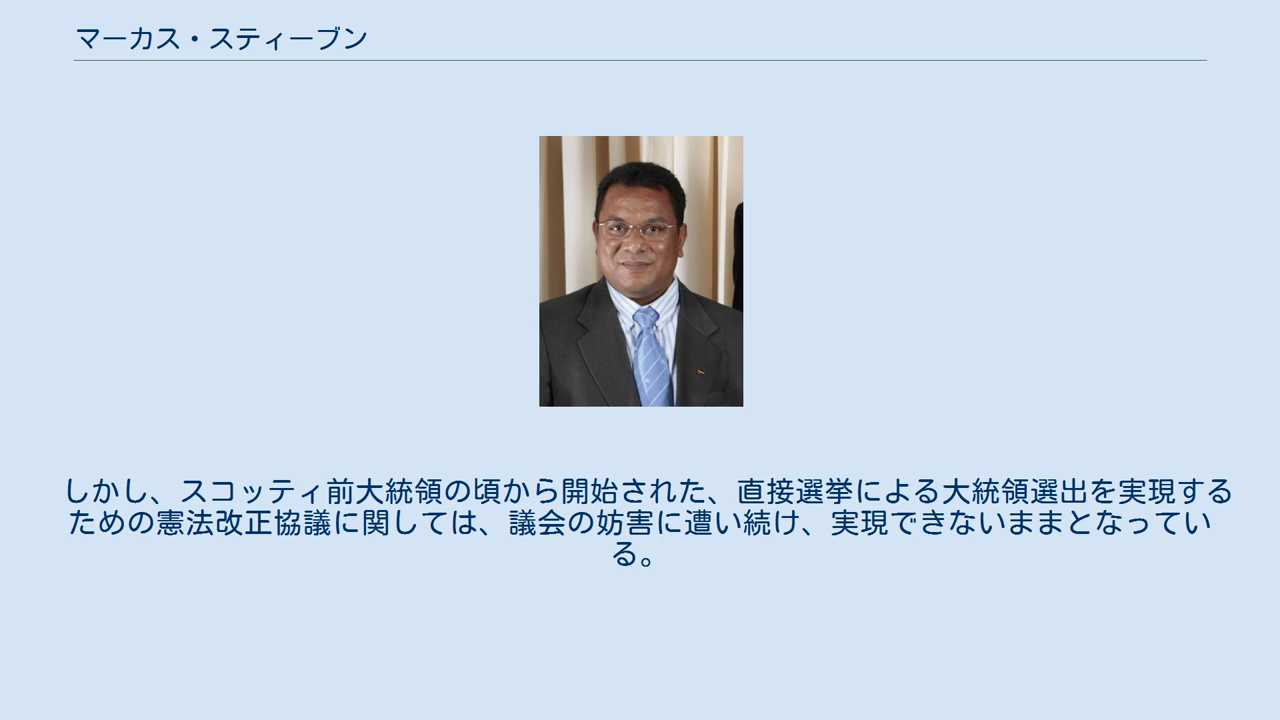 マーカス・スティーブン
しかし、スコッティ前大統領の頃から開始された、直接選挙による大統領選出を実現する
ための憲法改正協議に関しては、議会の妨害に遭い続け、実現できないままとなってい
る。